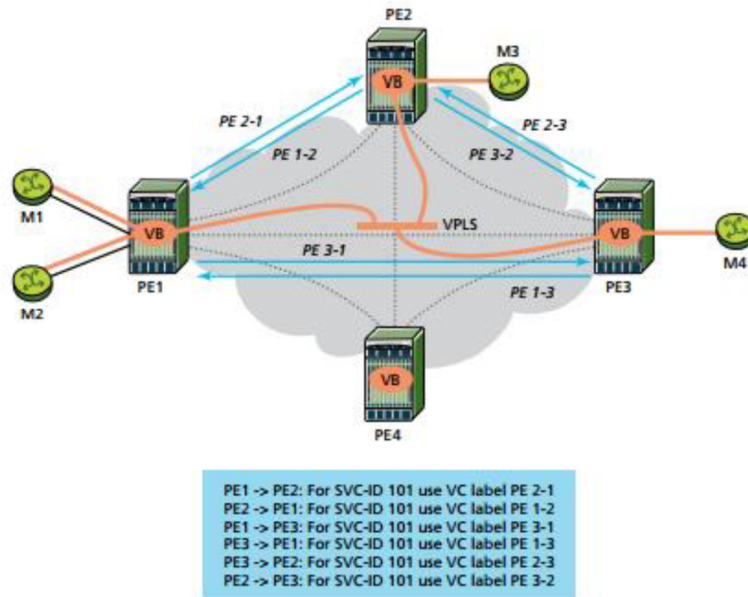 PE2
M3
VB
PE 2-1
PE 1-2
PE 2-3
PE 3-2
M1
VB
VPLS
VB
PE 3-1
M4
M2
PE1
PE 1-3
PE3
VB
PE4
PE1 -> PE2: For SVC-ID 101 use VC label PE 2-1
PE2 -> PE1: For SVC-ID 101 use VC label PE 1-2
PE1 -> PE3: For SVC-ID 101 use VC label PE 3-1
PE3 -> PE1: For SVC-ID 101 use VC label PE 1-3
PE3 -> PE2: For SVC-ID 101 use VC label PE 2-3
PE2 -> PE3: For SVC-ID 101 use VC label PE 3-2